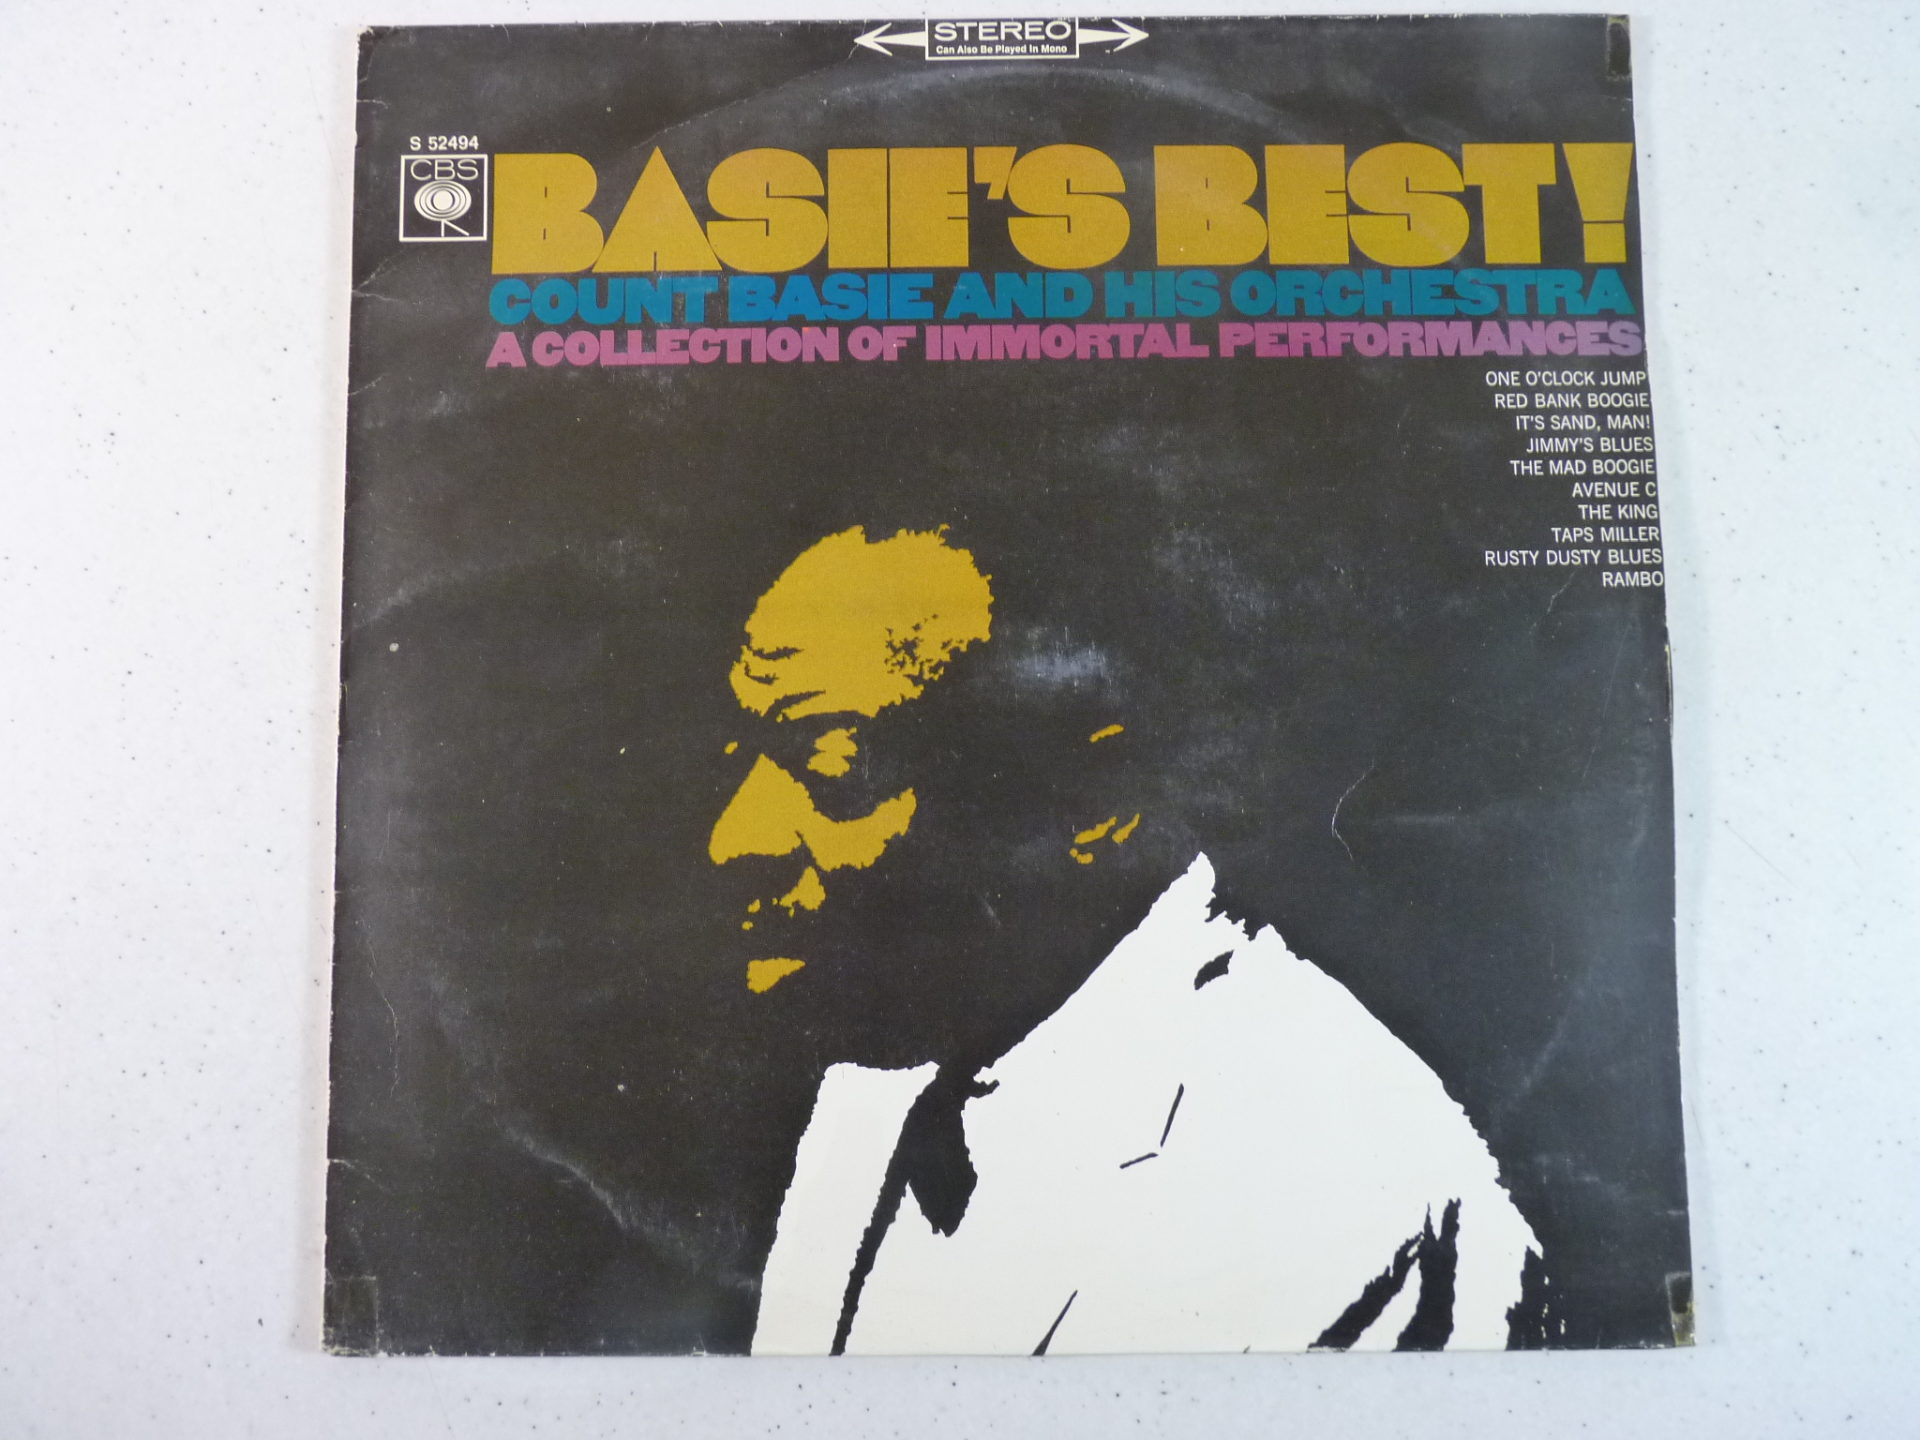 STEREO
Can Also Be Played In Mono
S 52494
CBS
BASIE'S BEST!
COUNT BASIE AND HIS ORCHESTRA
A COLLECTION OF IMMORTAL PERFORMANCES
ONE O'CLOCK JUMP
RED BANK BOOGIE
IT'S SAND, MAN!
JIMMY'S BLUES
THE MAD BOOGIE
AVENUE C
THE KING
TAPS MILLER
RUSTY DUSTY BLUES
RAMBO